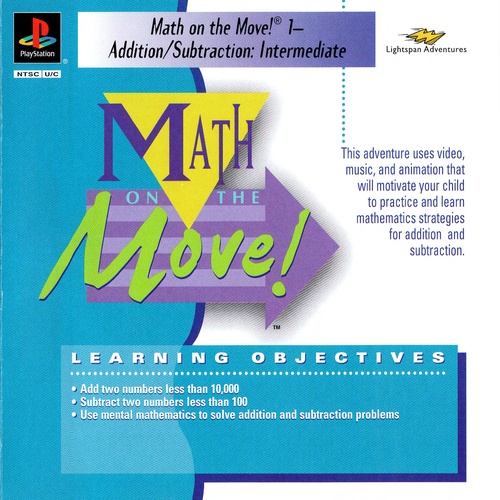 Math on the Move!® 1–
Addition/Subtraction: Intermediate
PlayStation®
NTSC U/C
Lightspan Adventures
MATH
ON THE
Move!™
This adventure uses video,
music, and animation that
will motivate your child
to practice and learn
mathematics strategies
for addition and
subtraction.
LEARNING OBJECTIVES
• Add two numbers less than 10,000
• Subtract two numbers less than 100
• Use mental mathematics to solve addition and subtraction problems